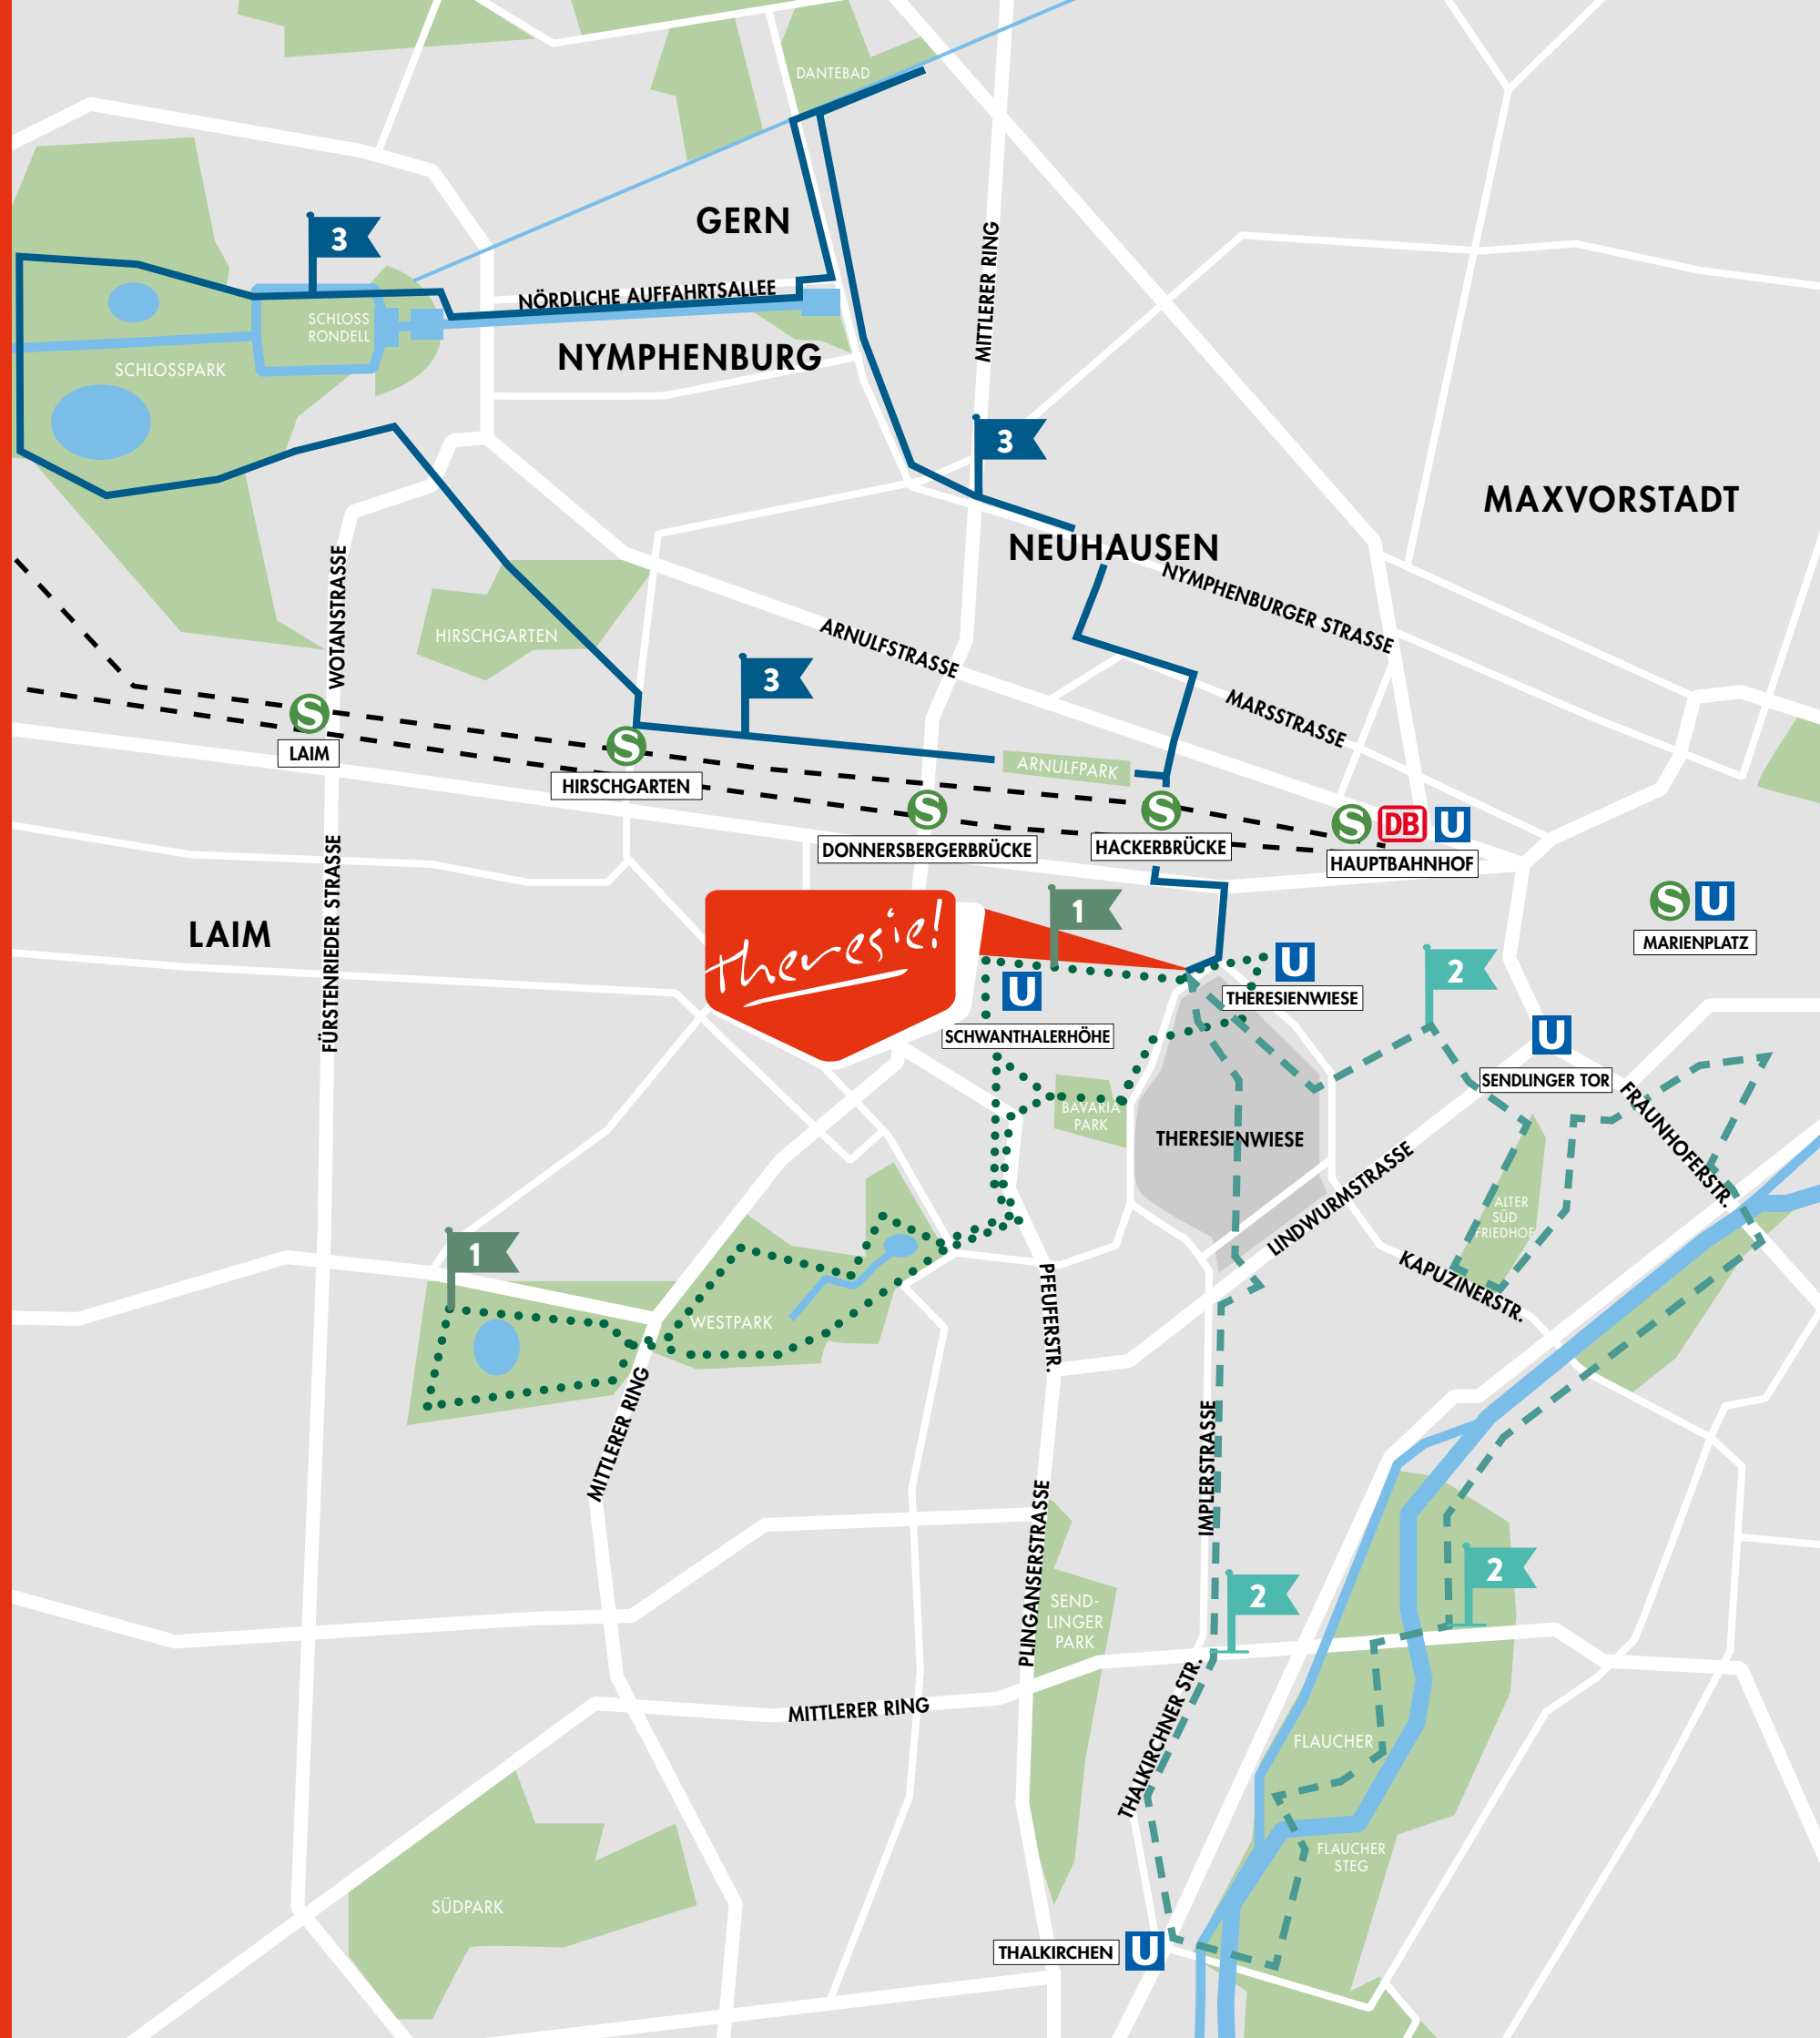 DANTEBAD
GERN
3
MITTLERER RING
NÖRDLICHE AUFFAHRTSALLEE
SCHLOSS
RONDELL
NYMPHENBURG
SCHLOSSPARK
3
MAXVORSTADT
NEUHAUSEN
NYMPHENBURGER STRASSE
WOTANSTRASSE
HIRSCHGARTEN
ARNULFSTRASSE
3
MARSSTRASSE
S
LAIM
S
HIRSCHGARTEN
ARNULFPARK
S
DONNERSBERGERBRÜCKE
S
HACKERBRÜCKE
S DB U
HAUPTBAHNHOF
FÜRSTENRIEDER STRASSE
LAIM
theresie!
1
S U
MARIENPLATZ
U
THERESIENWIESE
2
U
SCHWANTHALERHÖHE
U
SENDLINGER TOR
BAVARIA
PARK
THERESIENWIESE
FRAUNHOFERSTR.
LINDWURMSTRASSE
ALTER
SÜD
FRIEDHOF
KAPUZINERSTR.
1
WESTPARK
PFEUFERSTR.
MITTLERER RING
IMPLERSTRASSE
PLINGANSERSTRASSE
SEND-
LINGER
PARK
2
2
MITTLERER RING
THALKIRCHNER STR.
FLAUCHER
FLAUCHER
STEG
SÜDPARK
THALKIRCHEN
U